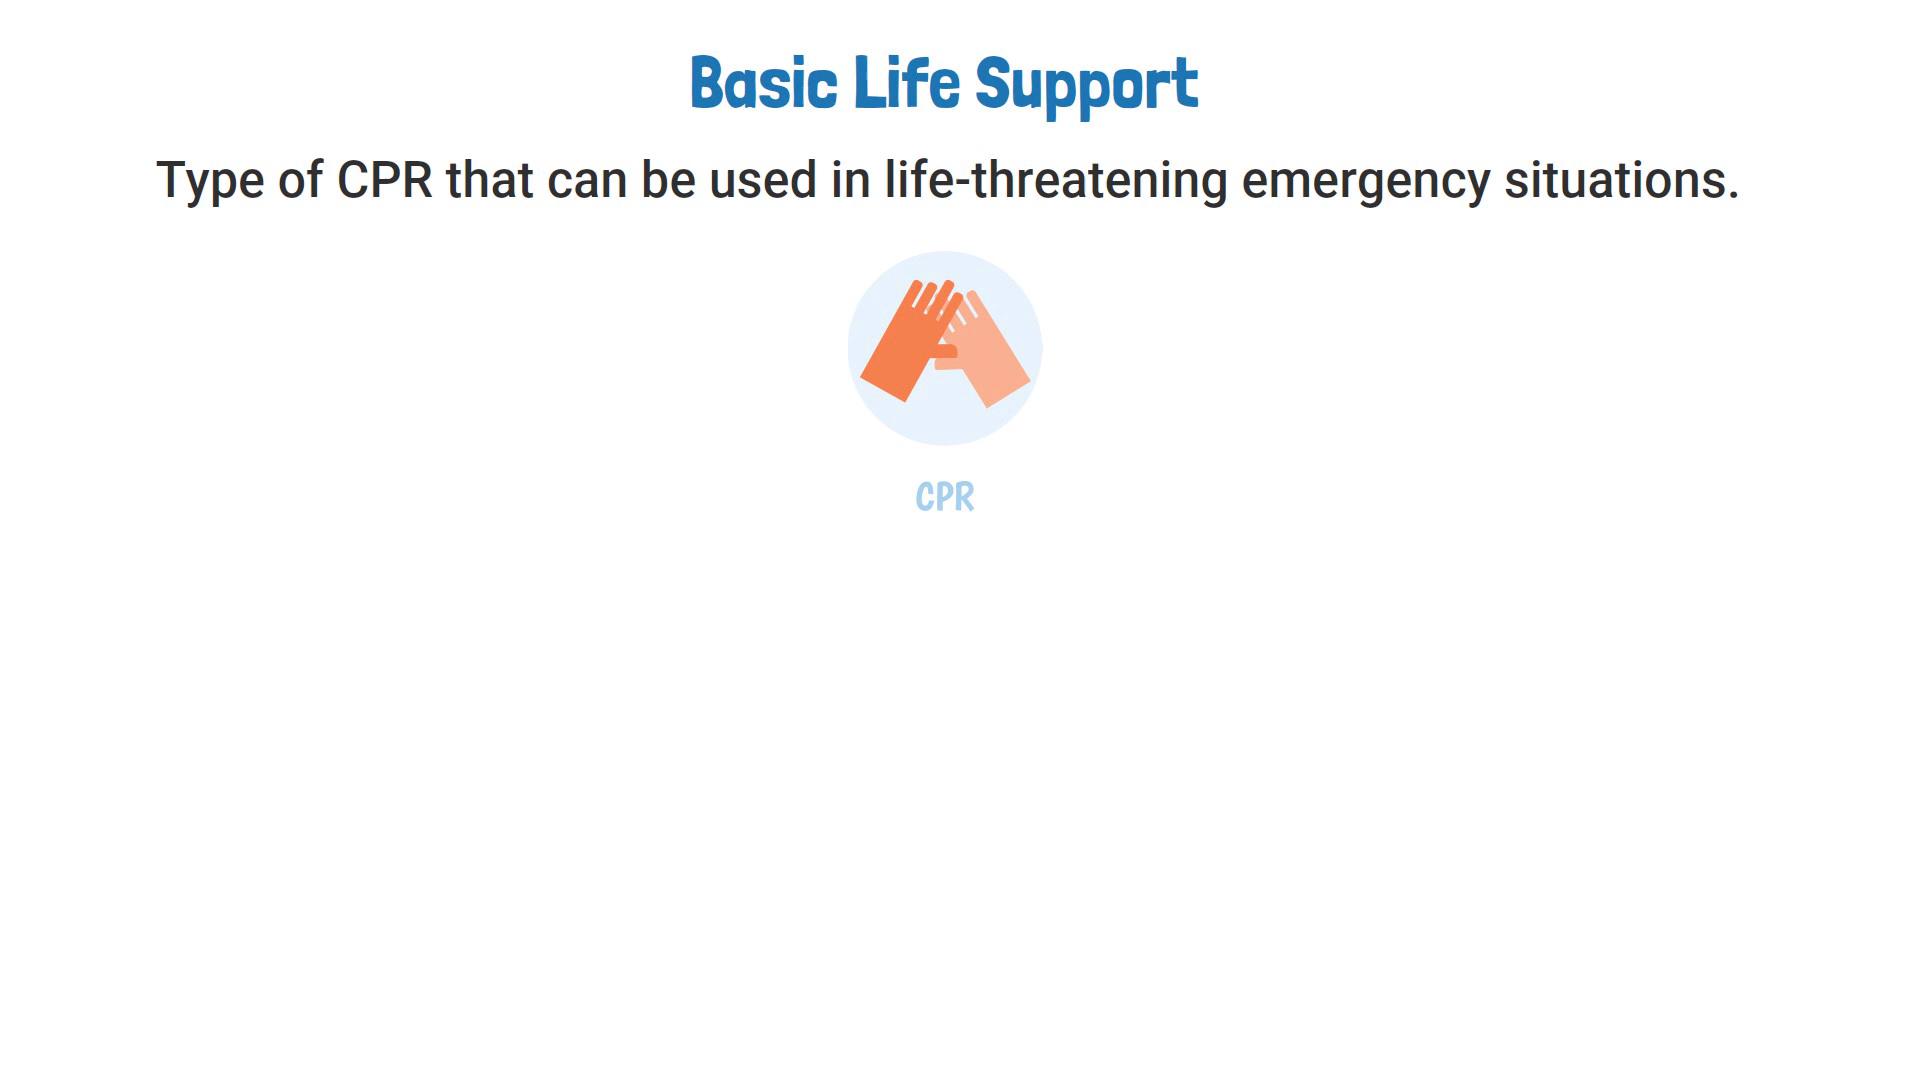 Basic Life Support
Type of CPR that can be used in life-threatening emergency situations.
CPR